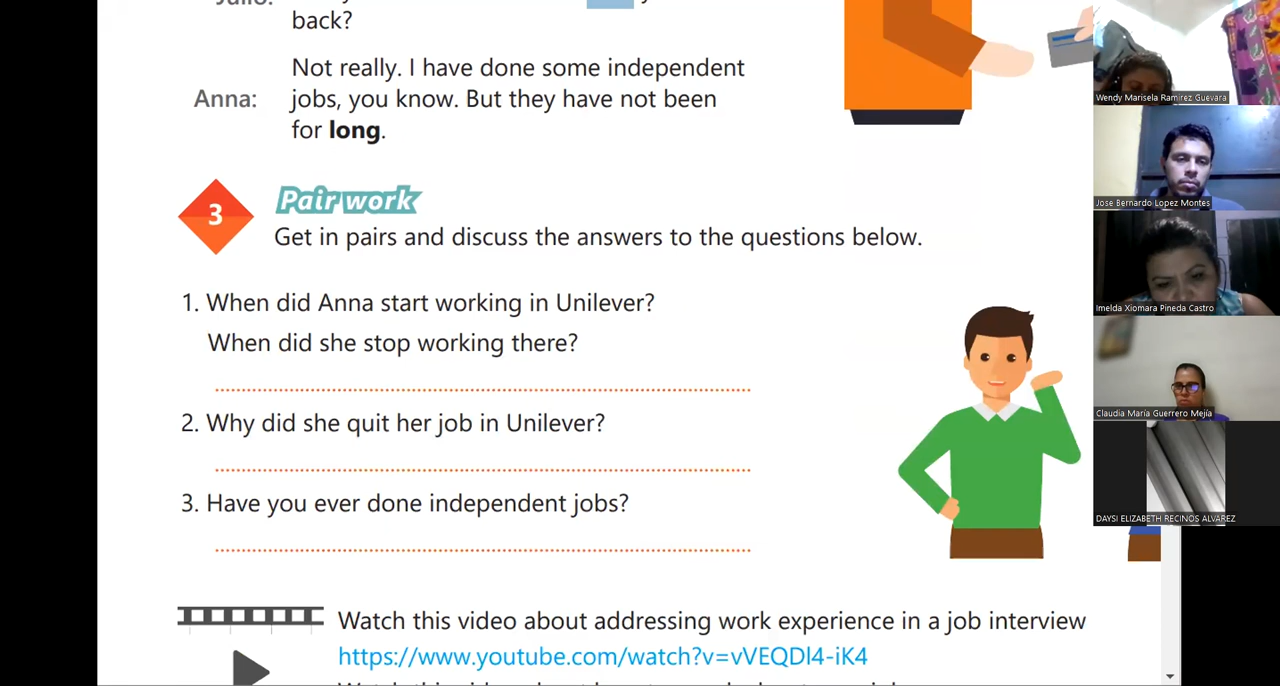 back?
Not really. I have done some independent
Anna: jobs, you know. But they have not been
for long.
3
Pair work
Get in pairs and discuss the answers to the questions below.
1. When did Anna start working in Unilever?
When did she stop working there?
2. Why did she quit her job in Unilever?
3. Have you ever done independent jobs?
Watch this video about addressing work experience in a job interview
https://www.youtube.com/watch?v=vVEQDl4-iK4
Wendy Marisela Ramirez Guevara
Jose Bernardo Lopez Montes
Imelda Xiomara Pineda Castro
Claudia María Guerrero Mejía
DAYSI ELIZABETH RECINOS ALVAREZ